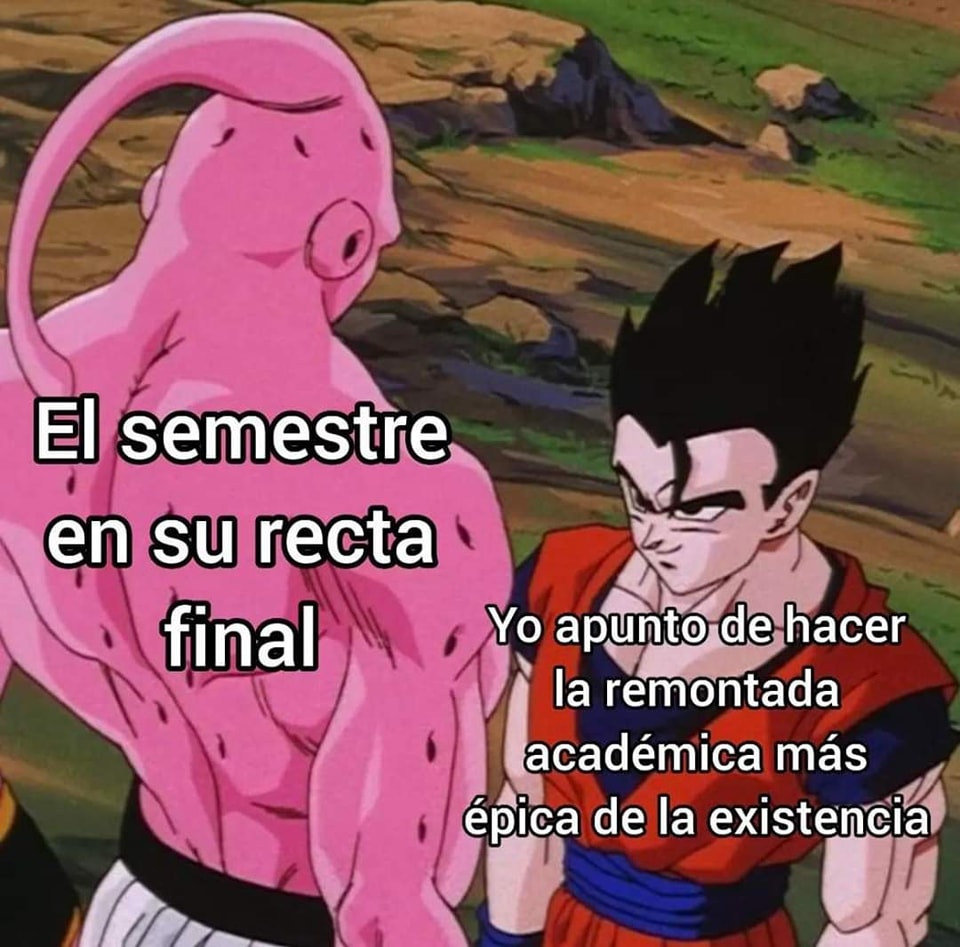 El semestre
en su recta
final
Yo apunto de hacer
la remontada
académica más
épica de la existencia